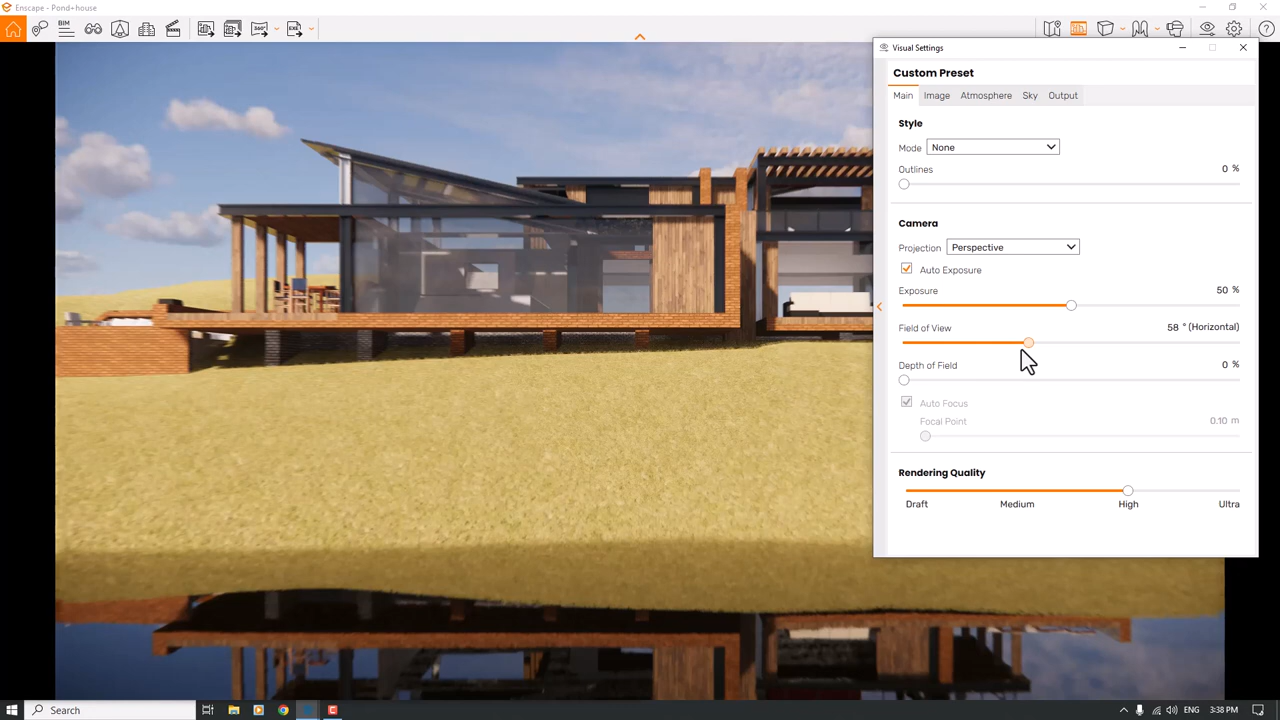 Enscape - Pond+house
BIM
360°
EXE
Visual Settings
Custom Preset
Main Image Atmosphere Sky Output
Style
Mode None
Outlines 0 %
Camera
Projection Perspective
Auto Exposure
Exposure 50 %
Field of View 58 ° (Horizontal)
Depth of Field 0 %
Auto Focus
Focal Point 0.10 m
Rendering Quality
Draft Medium High Ultra
Search
ENG 3:38 PM